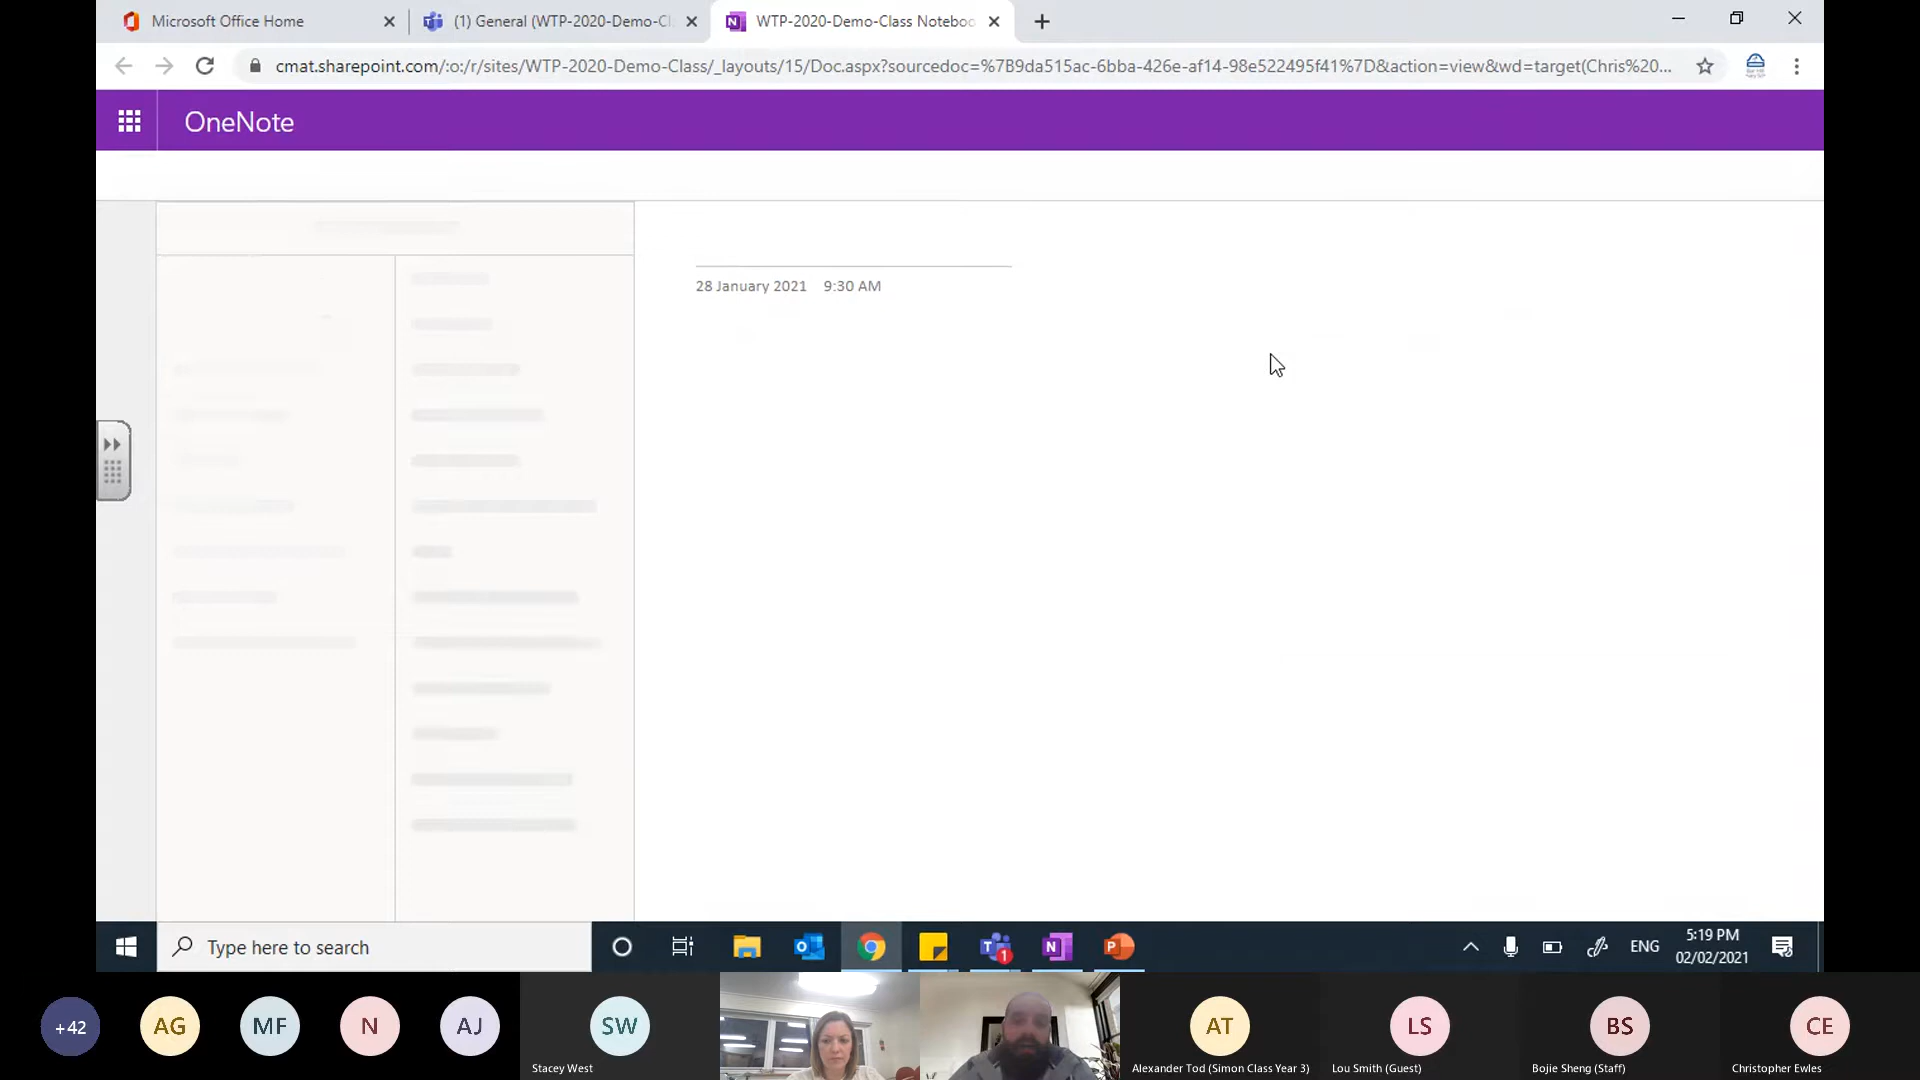 Microsoft Office Home
(1) General (WTP-2020-Demo-Cl
WTP-2020-Demo-Class Noteboo
cmat.sharepoint.com/:o:/r/sites/WTP-2020-Demo-Class/_layouts/15/Doc.aspx?sourcedoc=%7B9da515ac-6bba-426e-af14-98e522495f41%7D&action=view&wd=target(Chris%20...
OneNote
28 January 2021 9:30 AM
Type here to search
1
ENG
5:19 PM
02/02/2021
+42
AG
MF
N
AJ
SW
Stacey West
AT
Alexander Tod (Simon Class Year 3)
LS
Lou Smith (Guest)
BS
Bojie Sheng (Staff)
CE
Christopher Ewles